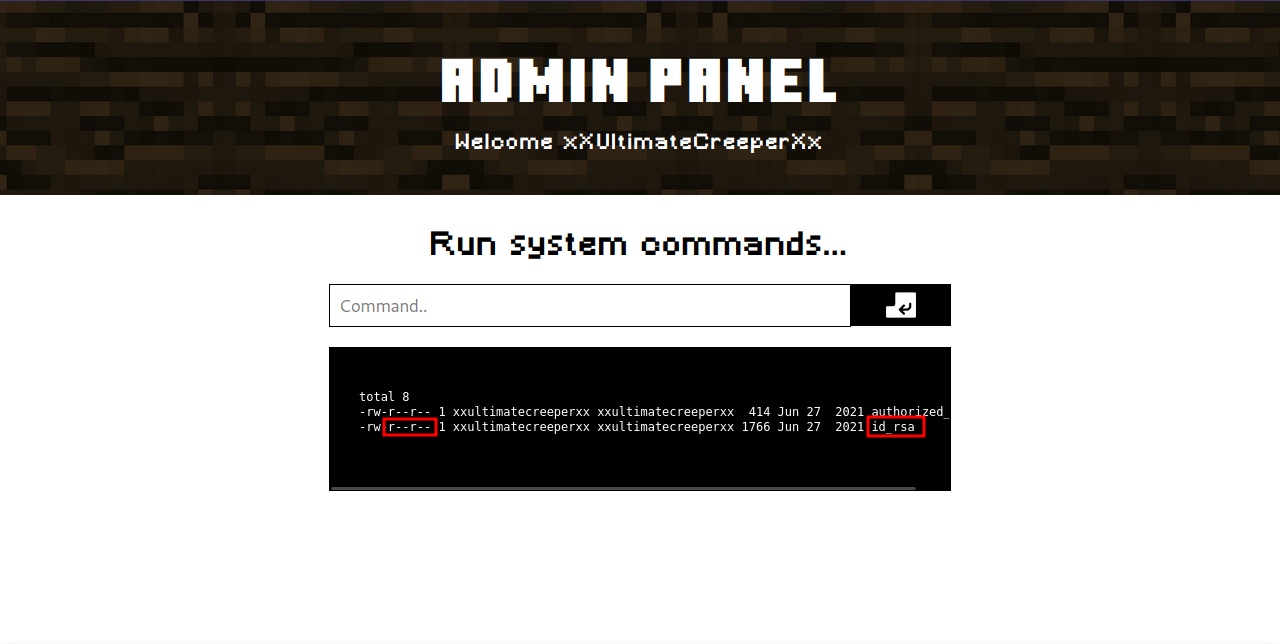 ADMIN PANEL
Welcome xXUltimateCreeperXx
Run system commands...
Command..
total 8
-rw-r--r-- 1 xxultimatecreeperxx xxultimatecreeperxx  414 Jun 27  2021 authorized_
-rw-r--r-- 1 xxultimatecreeperxx xxultimatecreeperxx 1766 Jun 27  2021 id_rsa